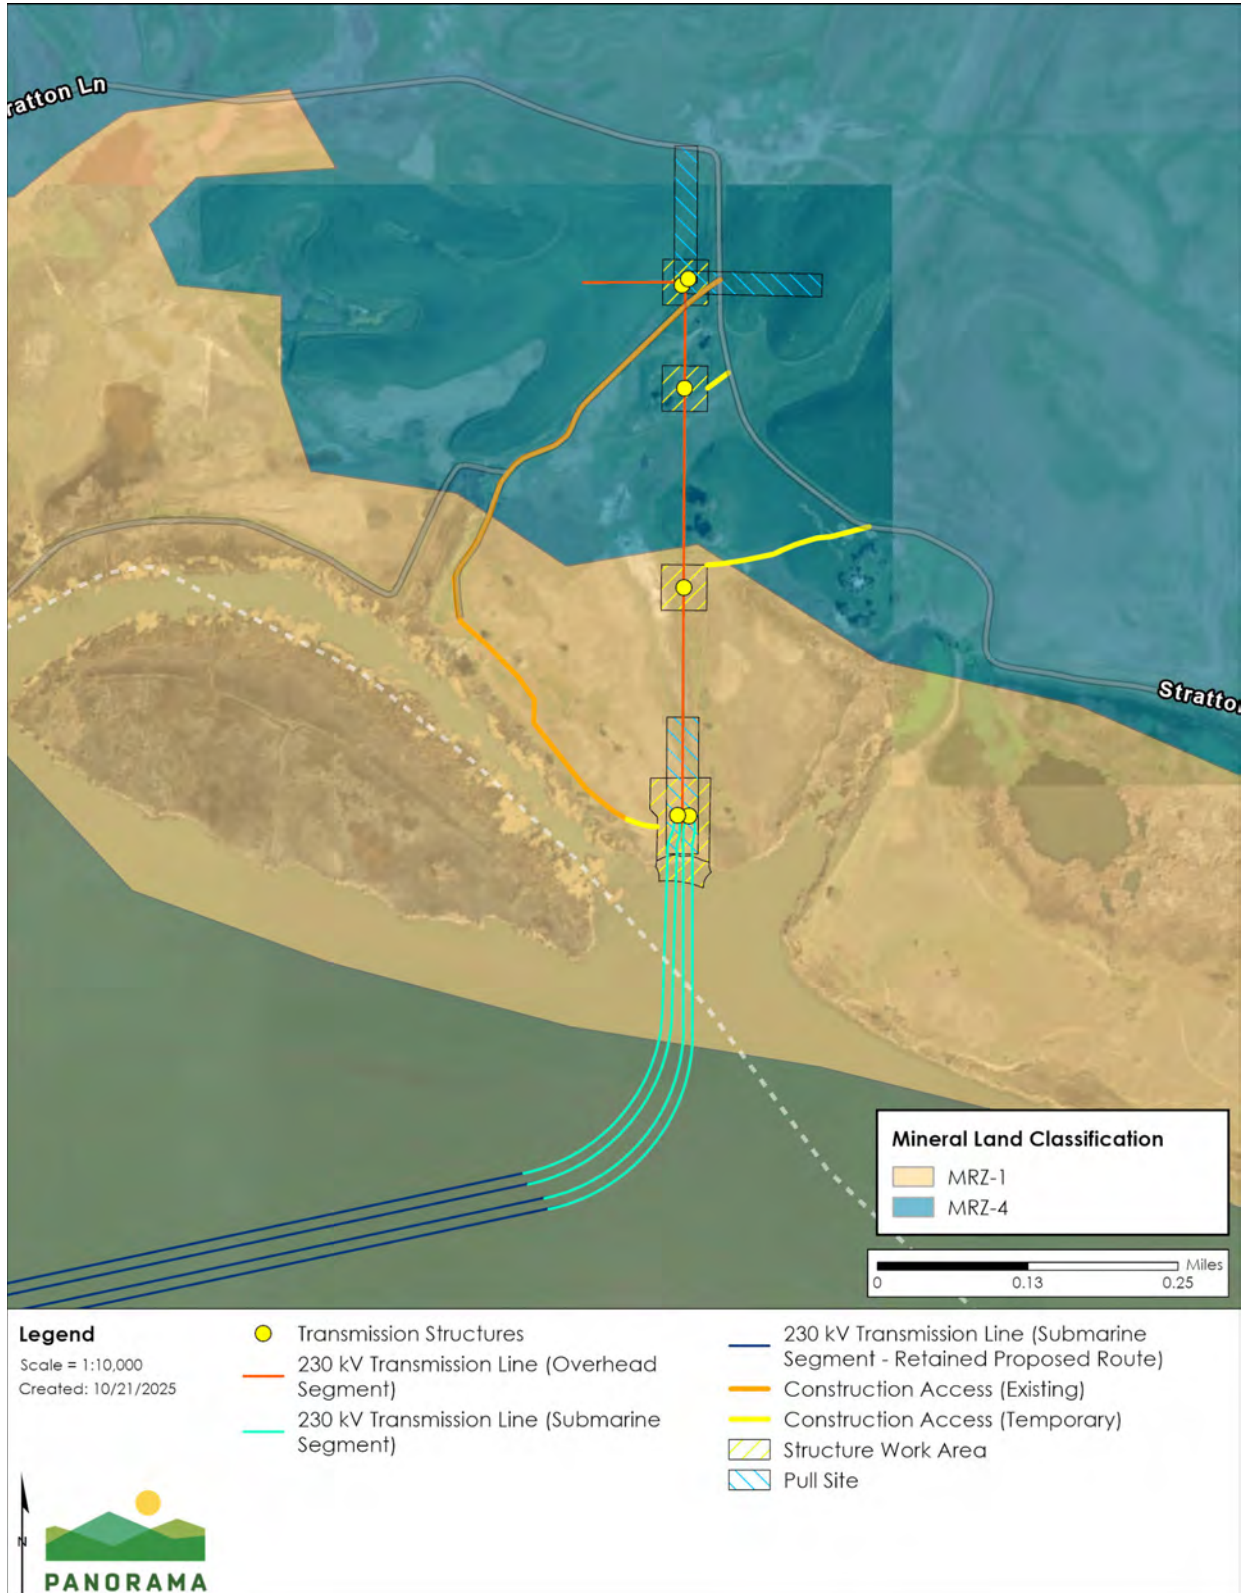 ratton Ln
Stratto
Mineral Land Classification
MRZ-1
MRZ-4
Miles
0
0.13
0.25
Legend
Scale = 1:10,000
Created: 10/21/2025
Transmission Structures
230 kV Transmission Line (Overhead
Segment)
230 kV Transmission Line (Submarine
Segment)
230 kV Transmission Line (Submarine
Segment - Retained Proposed Route)
Construction Access (Existing)
Construction Access (Temporary)
Structure Work Area
Pull Site
N
PANORAMA